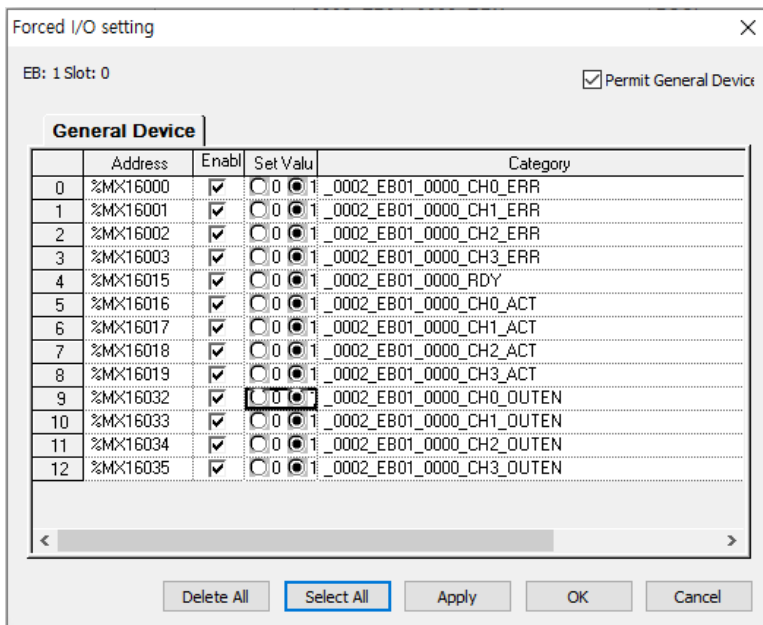 Forced I/O setting
EB: 1 Slot: 0
Permit General Device
General Device
Address Enabl Set Valu Category
0 %MX16000 0 1 _0002_EB01_0000_CH0_ERR
1 %MX16001 0 1 _0002_EB01_0000_CH1_ERR
2 %MX16002 0 1 _0002_EB01_0000_CH2_ERR
3 %MX16003 0 1 _0002_EB01_0000_CH3_ERR
4 %MX16015 0 1 _0002_EB01_0000_RDY
5 %MX16016 0 1 _0002_EB01_0000_CH0_ACT
6 %MX16017 0 1 _0002_EB01_0000_CH1_ACT
7 %MX16018 0 1 _0002_EB01_0000_CH2_ACT
8 %MX16019 0 1 _0002_EB01_0000_CH3_ACT
9 %MX16032 0 1 _0002_EB01_0000_CH0_OUTEN
10 %MX16033 0 1 _0002_EB01_0000_CH1_OUTEN
11 %MX16034 0 1 _0002_EB01_0000_CH2_OUTEN
12 %MX16035 0 1 _0002_EB01_0000_CH3_OUTEN
Delete All Select All Apply OK Cancel